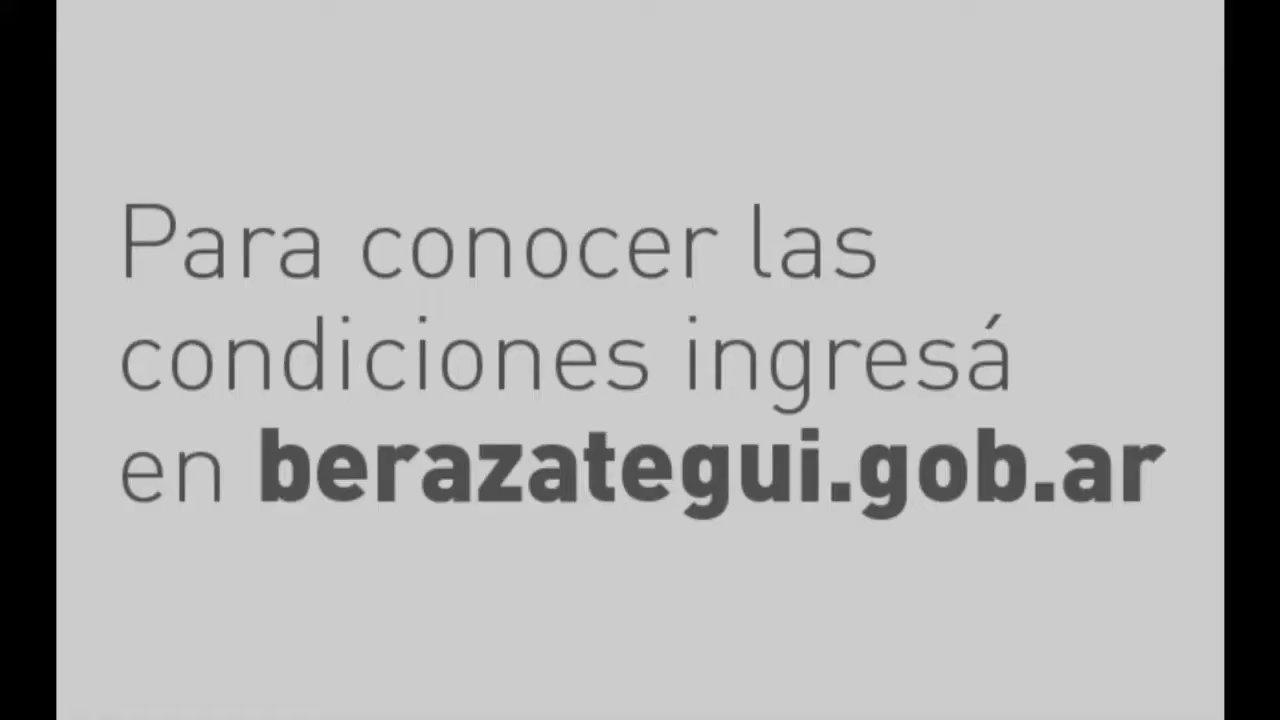 Para conocer las
condiciones ingresá
en berazategui.gob.ar